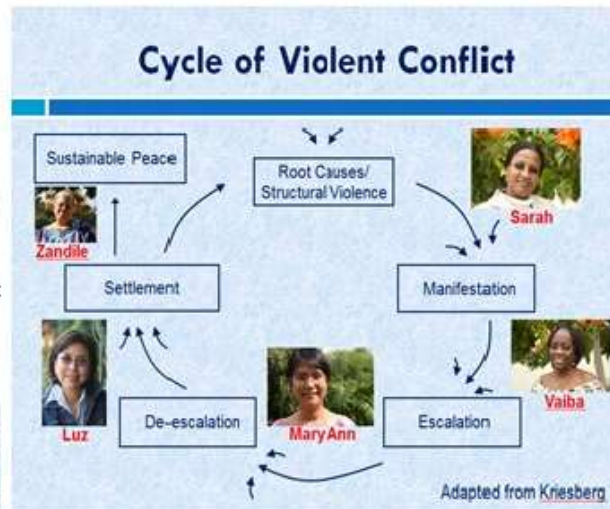 Cycle of Violent Conflict
Sustainable Peace
Root Causes/
Structural Violence
Sarah
Zandile
Settlement
Manifestation
Luz
De-escalation
MaryAnn
Escalation
Vaiba
Adapted from Kriesberg